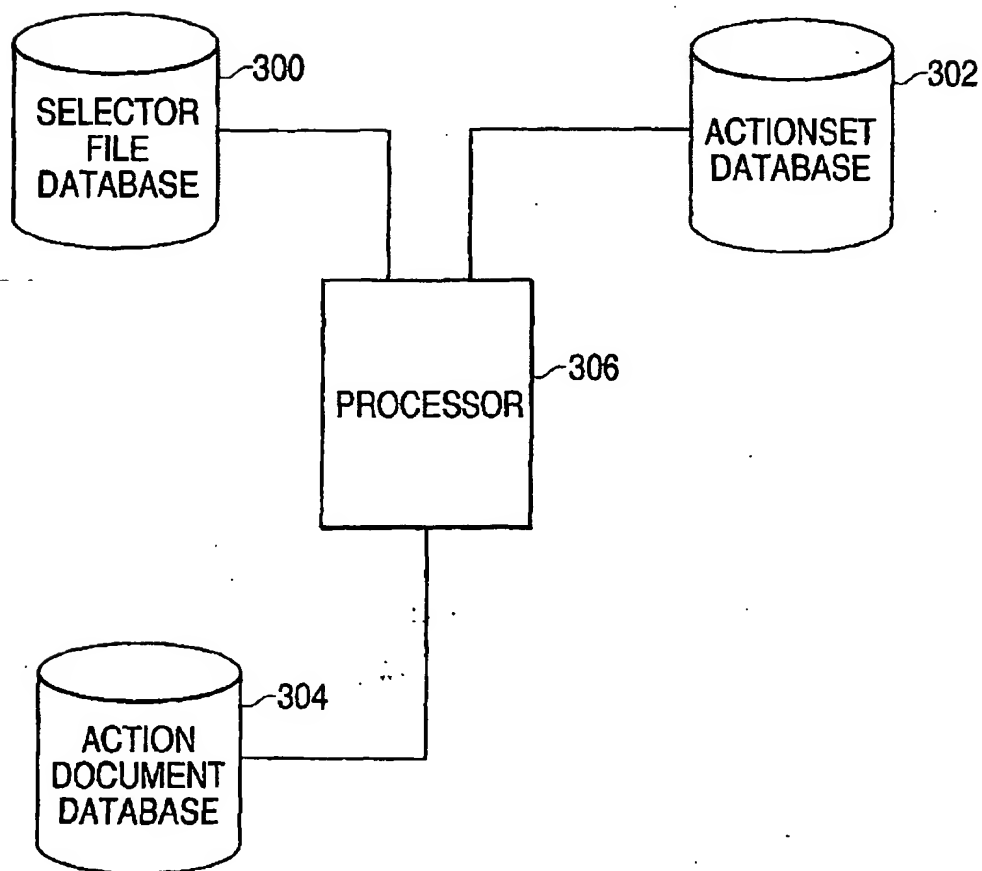 SELECTOR
FILE
DATABASE
300
ACTIONSET
DATABASE
302
PROCESSOR
306
ACTION
DOCUMENT
DATABASE
304